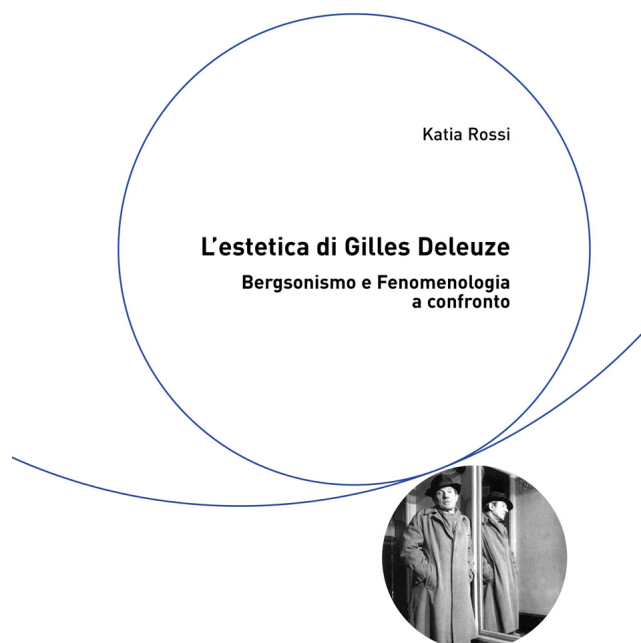 Katia Rossi
L’estetica di Gilles Deleuze
Bergsonismo e Fenomenologia
a confronto